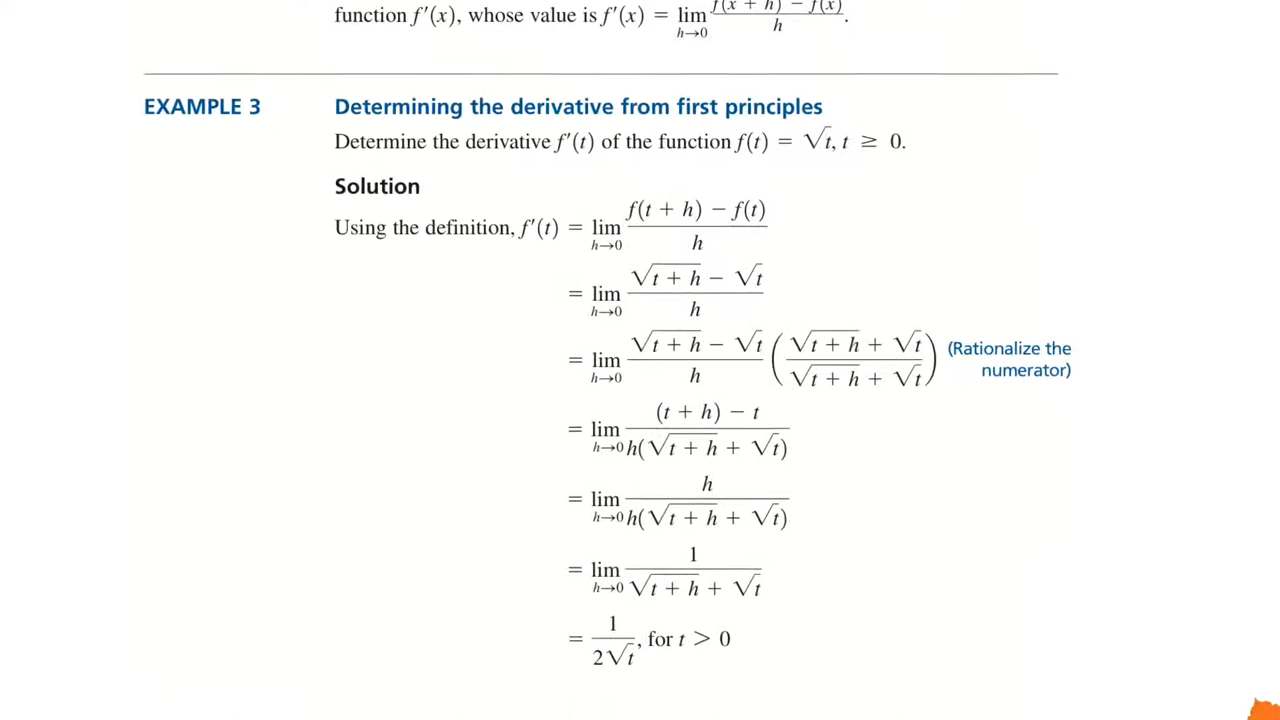 function f′(x), whose value is f′(x) = lim h→0 f(x + h) − f(x) / h.
EXAMPLE 3 Determining the derivative from first principles
Determine the derivative f′(t) of the function f(t) = √t, t ≥ 0.
Solution
Using the definition, f′(t) = lim h→0 f(t + h) − f(t) / h
= lim h→0 √(t + h) − √t / h
= lim h→0 √(t + h) − √t / h (√(t + h) + √t / √(t + h) + √t) (Rationalize the
numerator)
= lim h→0 (t + h) − t / h(√(t + h) + √t)
= lim h→0 h / h(√(t + h) + √t)
= lim h→0 1 / √(t + h) + √t
= 1 / 2√t, for t > 0